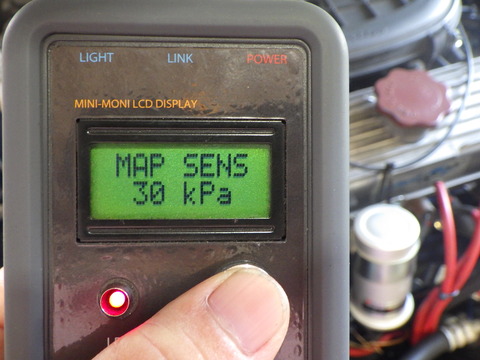 LIGHT LINK POWER
MINI-MONI LCD DISPLAY
MAP SENS
30 kPa